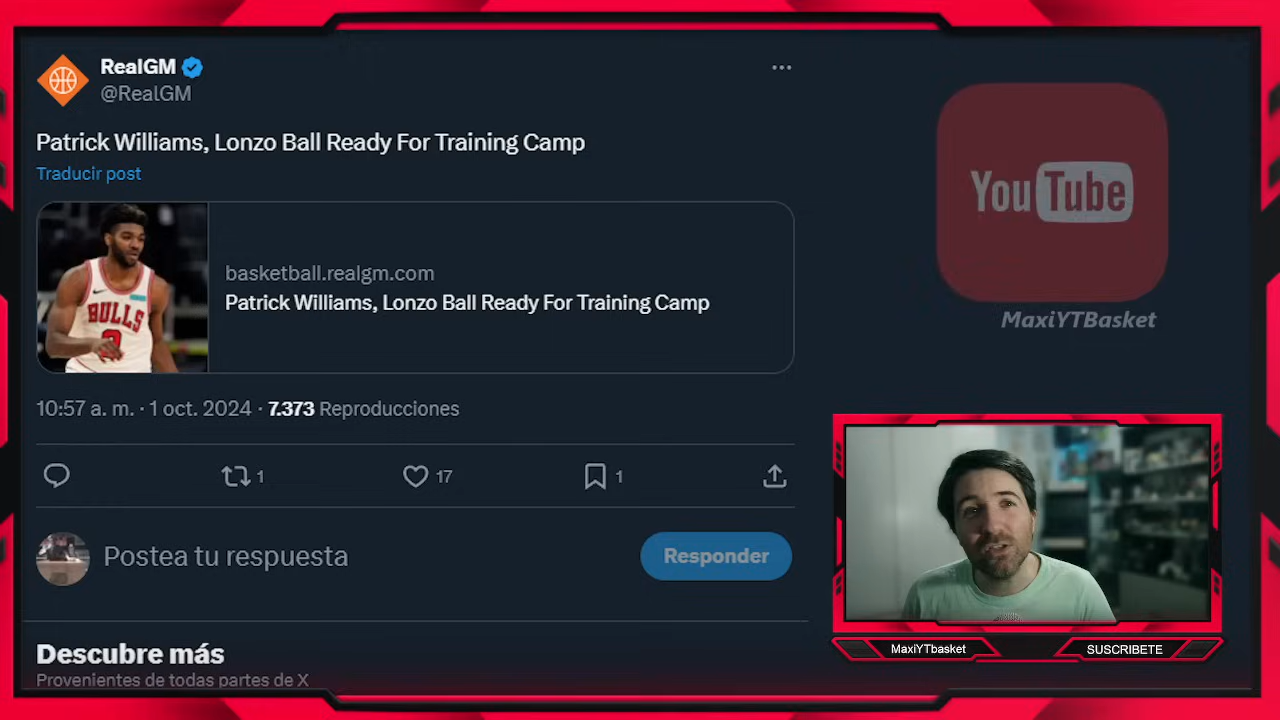 RealGM
@RealGM
Patrick Williams, Lonzo Ball Ready For Training Camp
Traducir post
BULLS
basketball.realgm.com
Patrick Williams, Lonzo Ball Ready For Training Camp
10:57 a. m. · 1 oct. 2024 · 7.373 Reproducciones
1
17
1
Postea tu respuesta
Responder
Descubre más
Provenientes de todas partes de X
YouTube
MaxiYTBasket
MaxiYTbasket
SUSCRIBETE